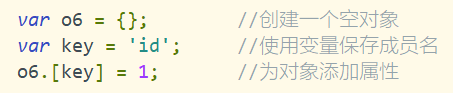 var o6 = {};          //创建一个空对象
var key = 'id';       //使用变量保存成员名
o6.[key] = 1;         //为对象添加属性